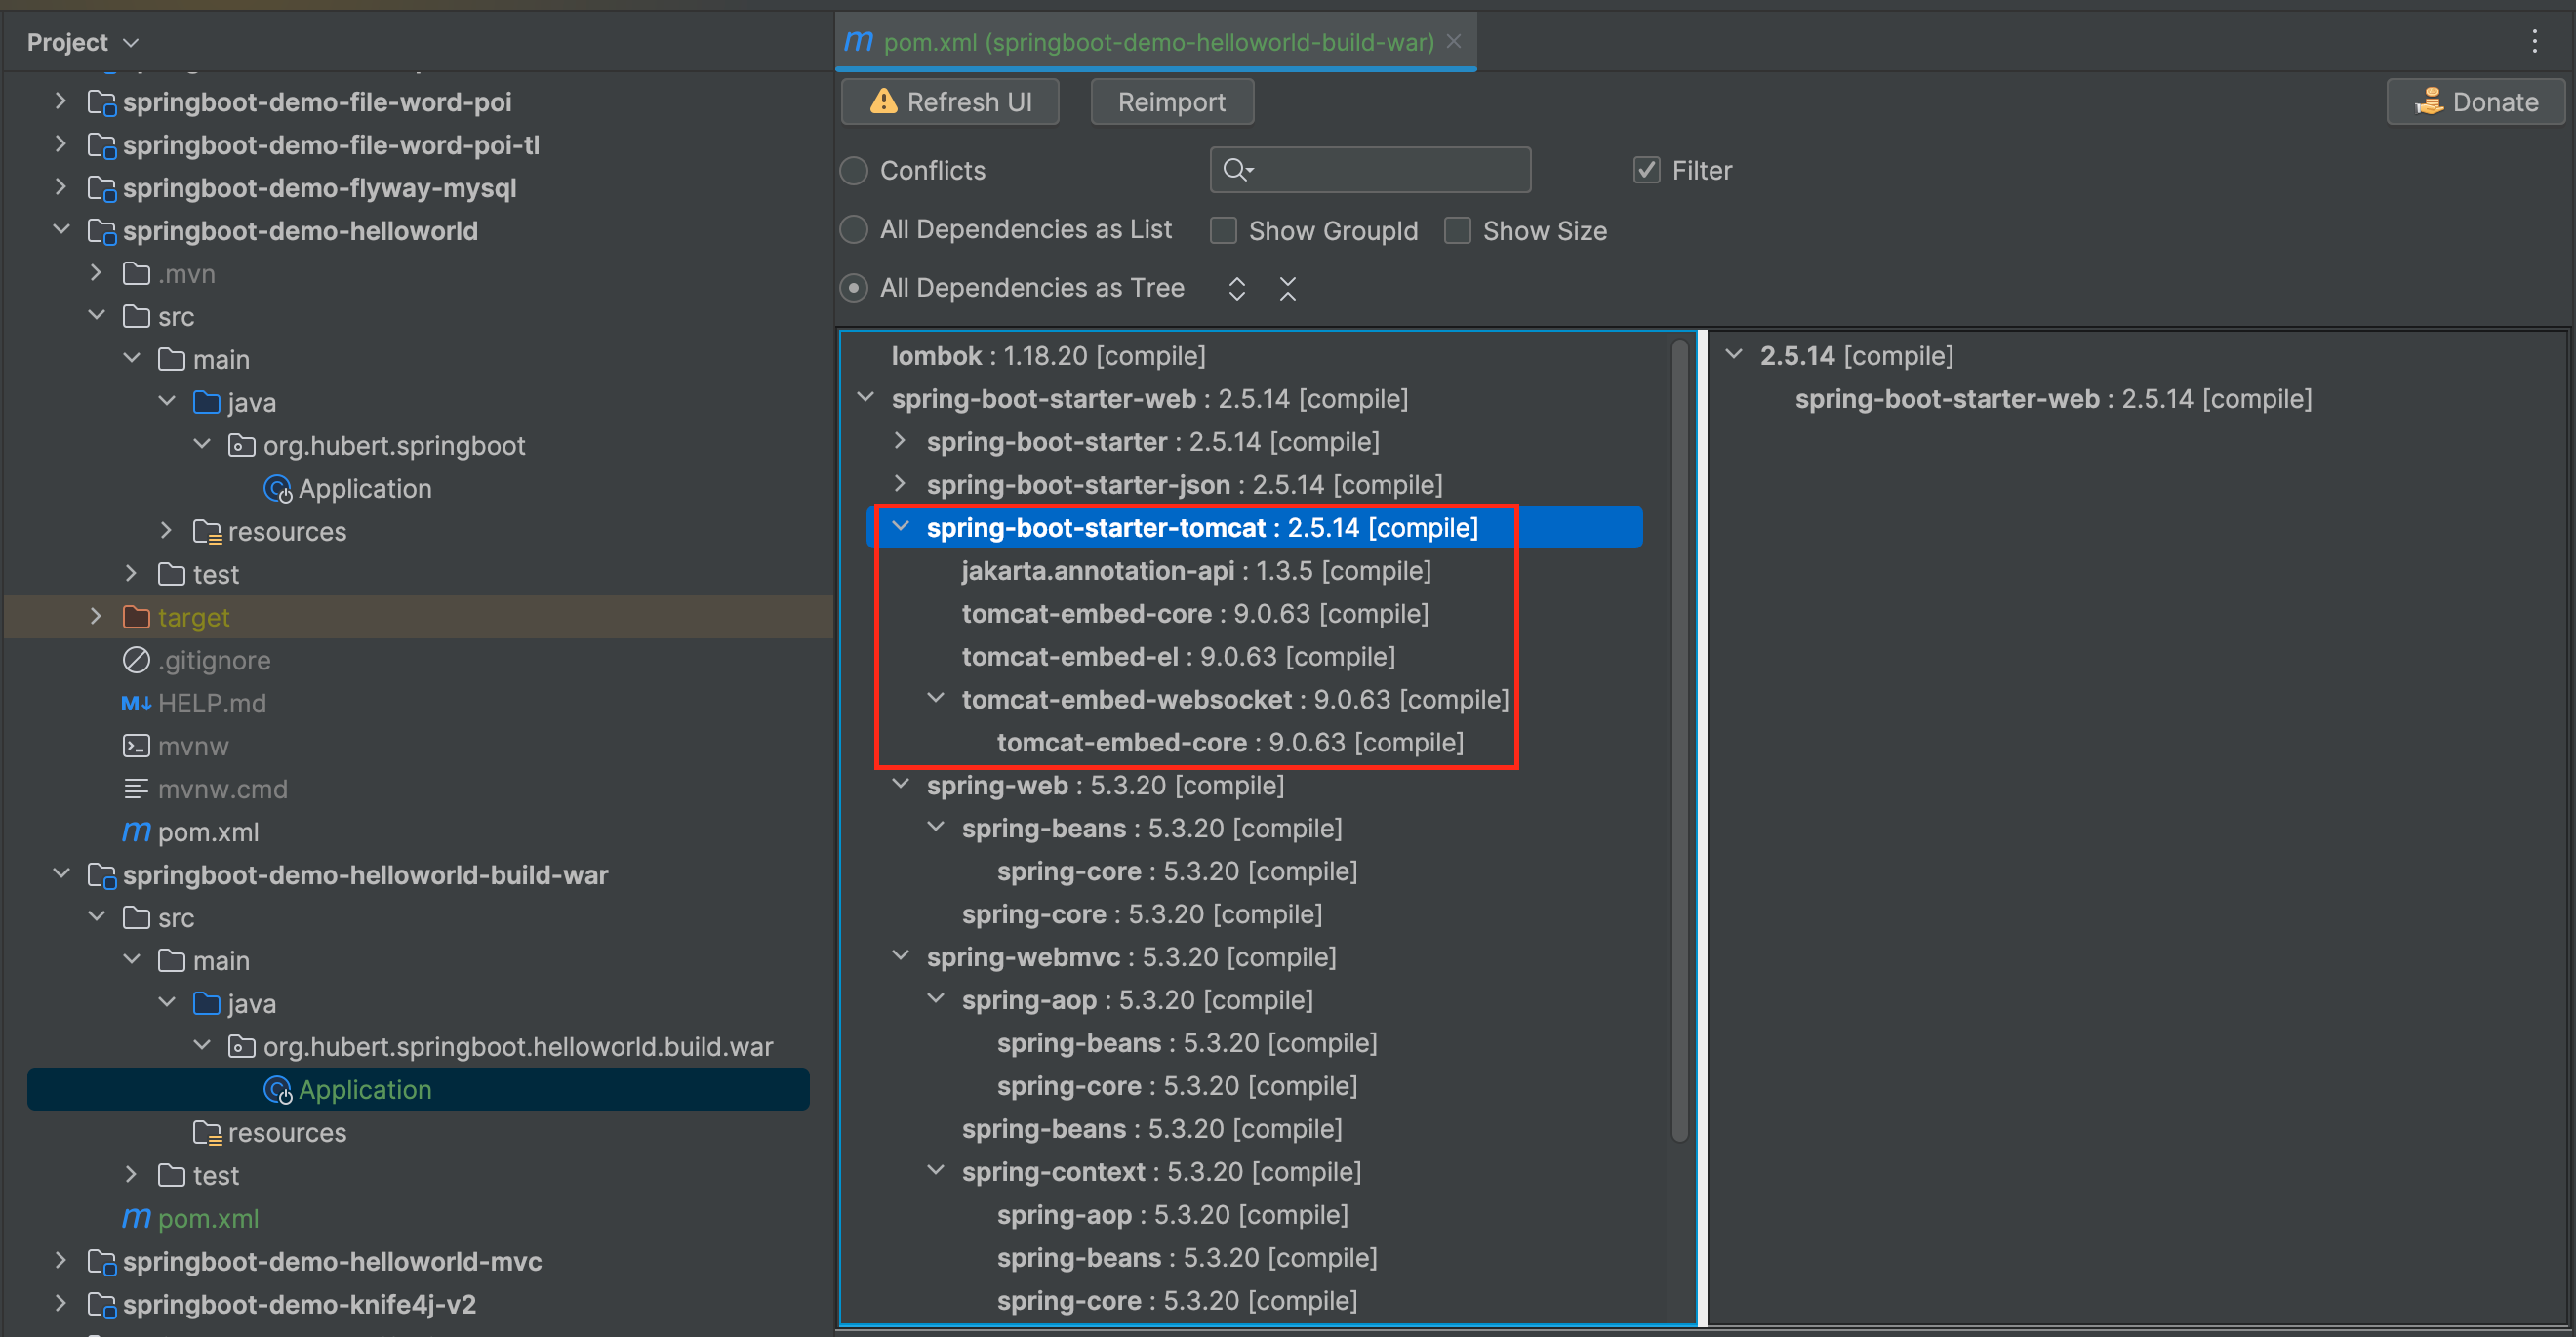 Project
springboot-demo-file-word-poi
springboot-demo-file-word-poi-tl
springboot-demo-flyway-mysql
springboot-demo-helloworld
.mvn
src
main
java
org.hubert.springboot
Application
resources
test
target
.gitignore
M↓ HELP.md
mvnw
mvnw.cmd
m pom.xml
springboot-demo-helloworld-build-war
src
main
java
org.hubert.springboot.helloworld.build.war
Application
resources
test
m pom.xml
springboot-demo-helloworld-mvc
springboot-demo-knife4j-v2
m pom.xml (springboot-demo-helloworld-build-war)
Refresh UI
Reimport
Donate
Conflicts
Filter
All Dependencies as List
Show GroupId
Show Size
All Dependencies as Tree
lombok : 1.18.20 [compile]
spring-boot-starter-web : 2.5.14 [compile]
spring-boot-starter : 2.5.14 [compile]
spring-boot-starter-json : 2.5.14 [compile]
spring-boot-starter-tomcat : 2.5.14 [compile]
jakarta.annotation-api : 1.3.5 [compile]
tomcat-embed-core : 9.0.63 [compile]
tomcat-embed-el : 9.0.63 [compile]
tomcat-embed-websocket : 9.0.63 [compile]
tomcat-embed-core : 9.0.63 [compile]
spring-web : 5.3.20 [compile]
spring-beans : 5.3.20 [compile]
spring-core : 5.3.20 [compile]
spring-core : 5.3.20 [compile]
spring-webmvc : 5.3.20 [compile]
spring-aop : 5.3.20 [compile]
spring-beans : 5.3.20 [compile]
spring-core : 5.3.20 [compile]
spring-beans : 5.3.20 [compile]
spring-context : 5.3.20 [compile]
spring-aop : 5.3.20 [compile]
spring-beans : 5.3.20 [compile]
spring-core : 5.3.20 [compile]
2.5.14 [compile]
spring-boot-starter-web : 2.5.14 [compile]